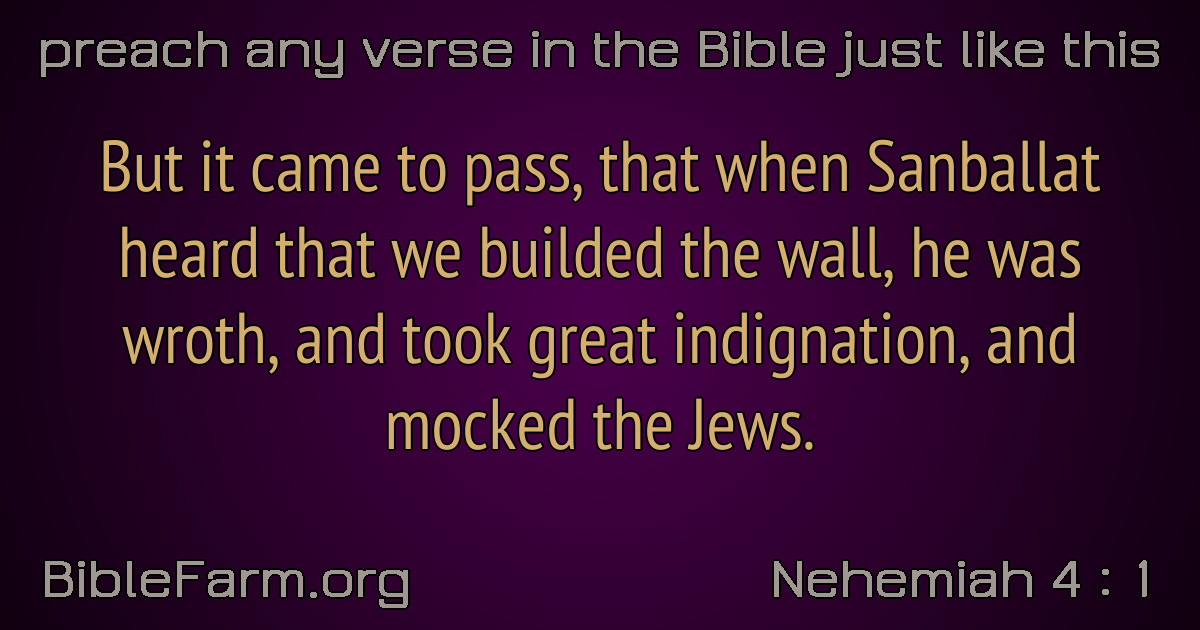 preach any verse in the Bible just like this
But it came to pass, that when Sanballat
heard that we builded the wall, he was
wroth, and took great indignation, and
mocked the Jews.
BibleFarm.org
Nehemiah 4 : 1